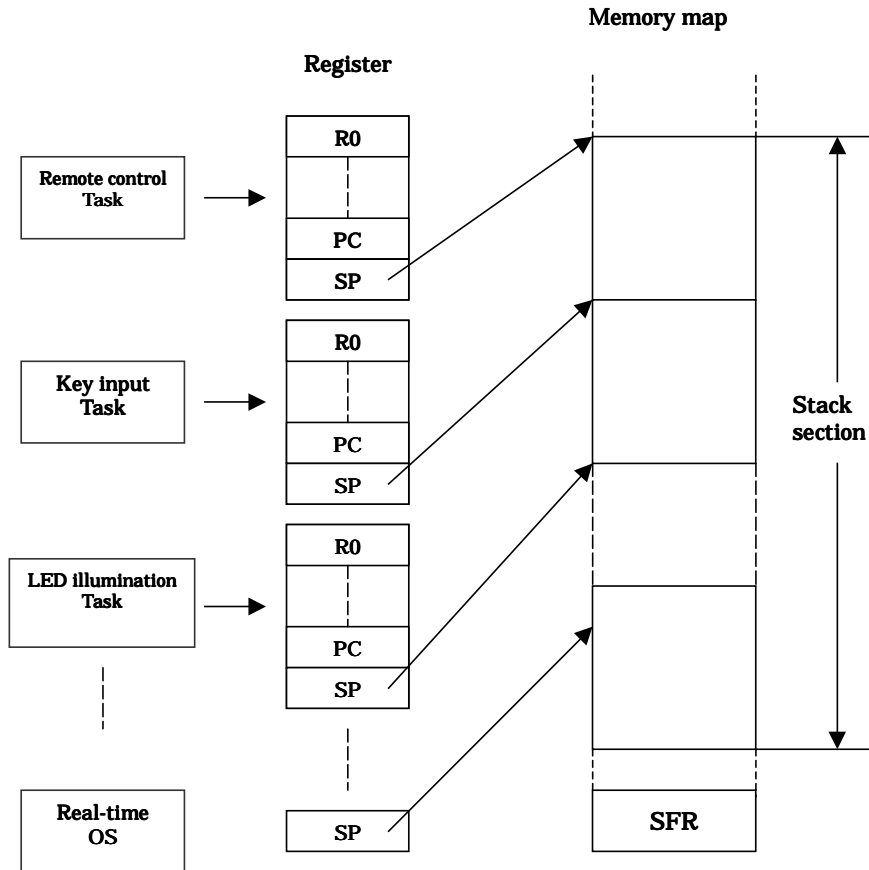 Memory map
Register
R0
PC
SP
Remote control
Task
R0
PC
SP
Key input
Task
R0
PC
SP
LED illumination
Task
SP
Real-time
OS
Stack
section
SFR